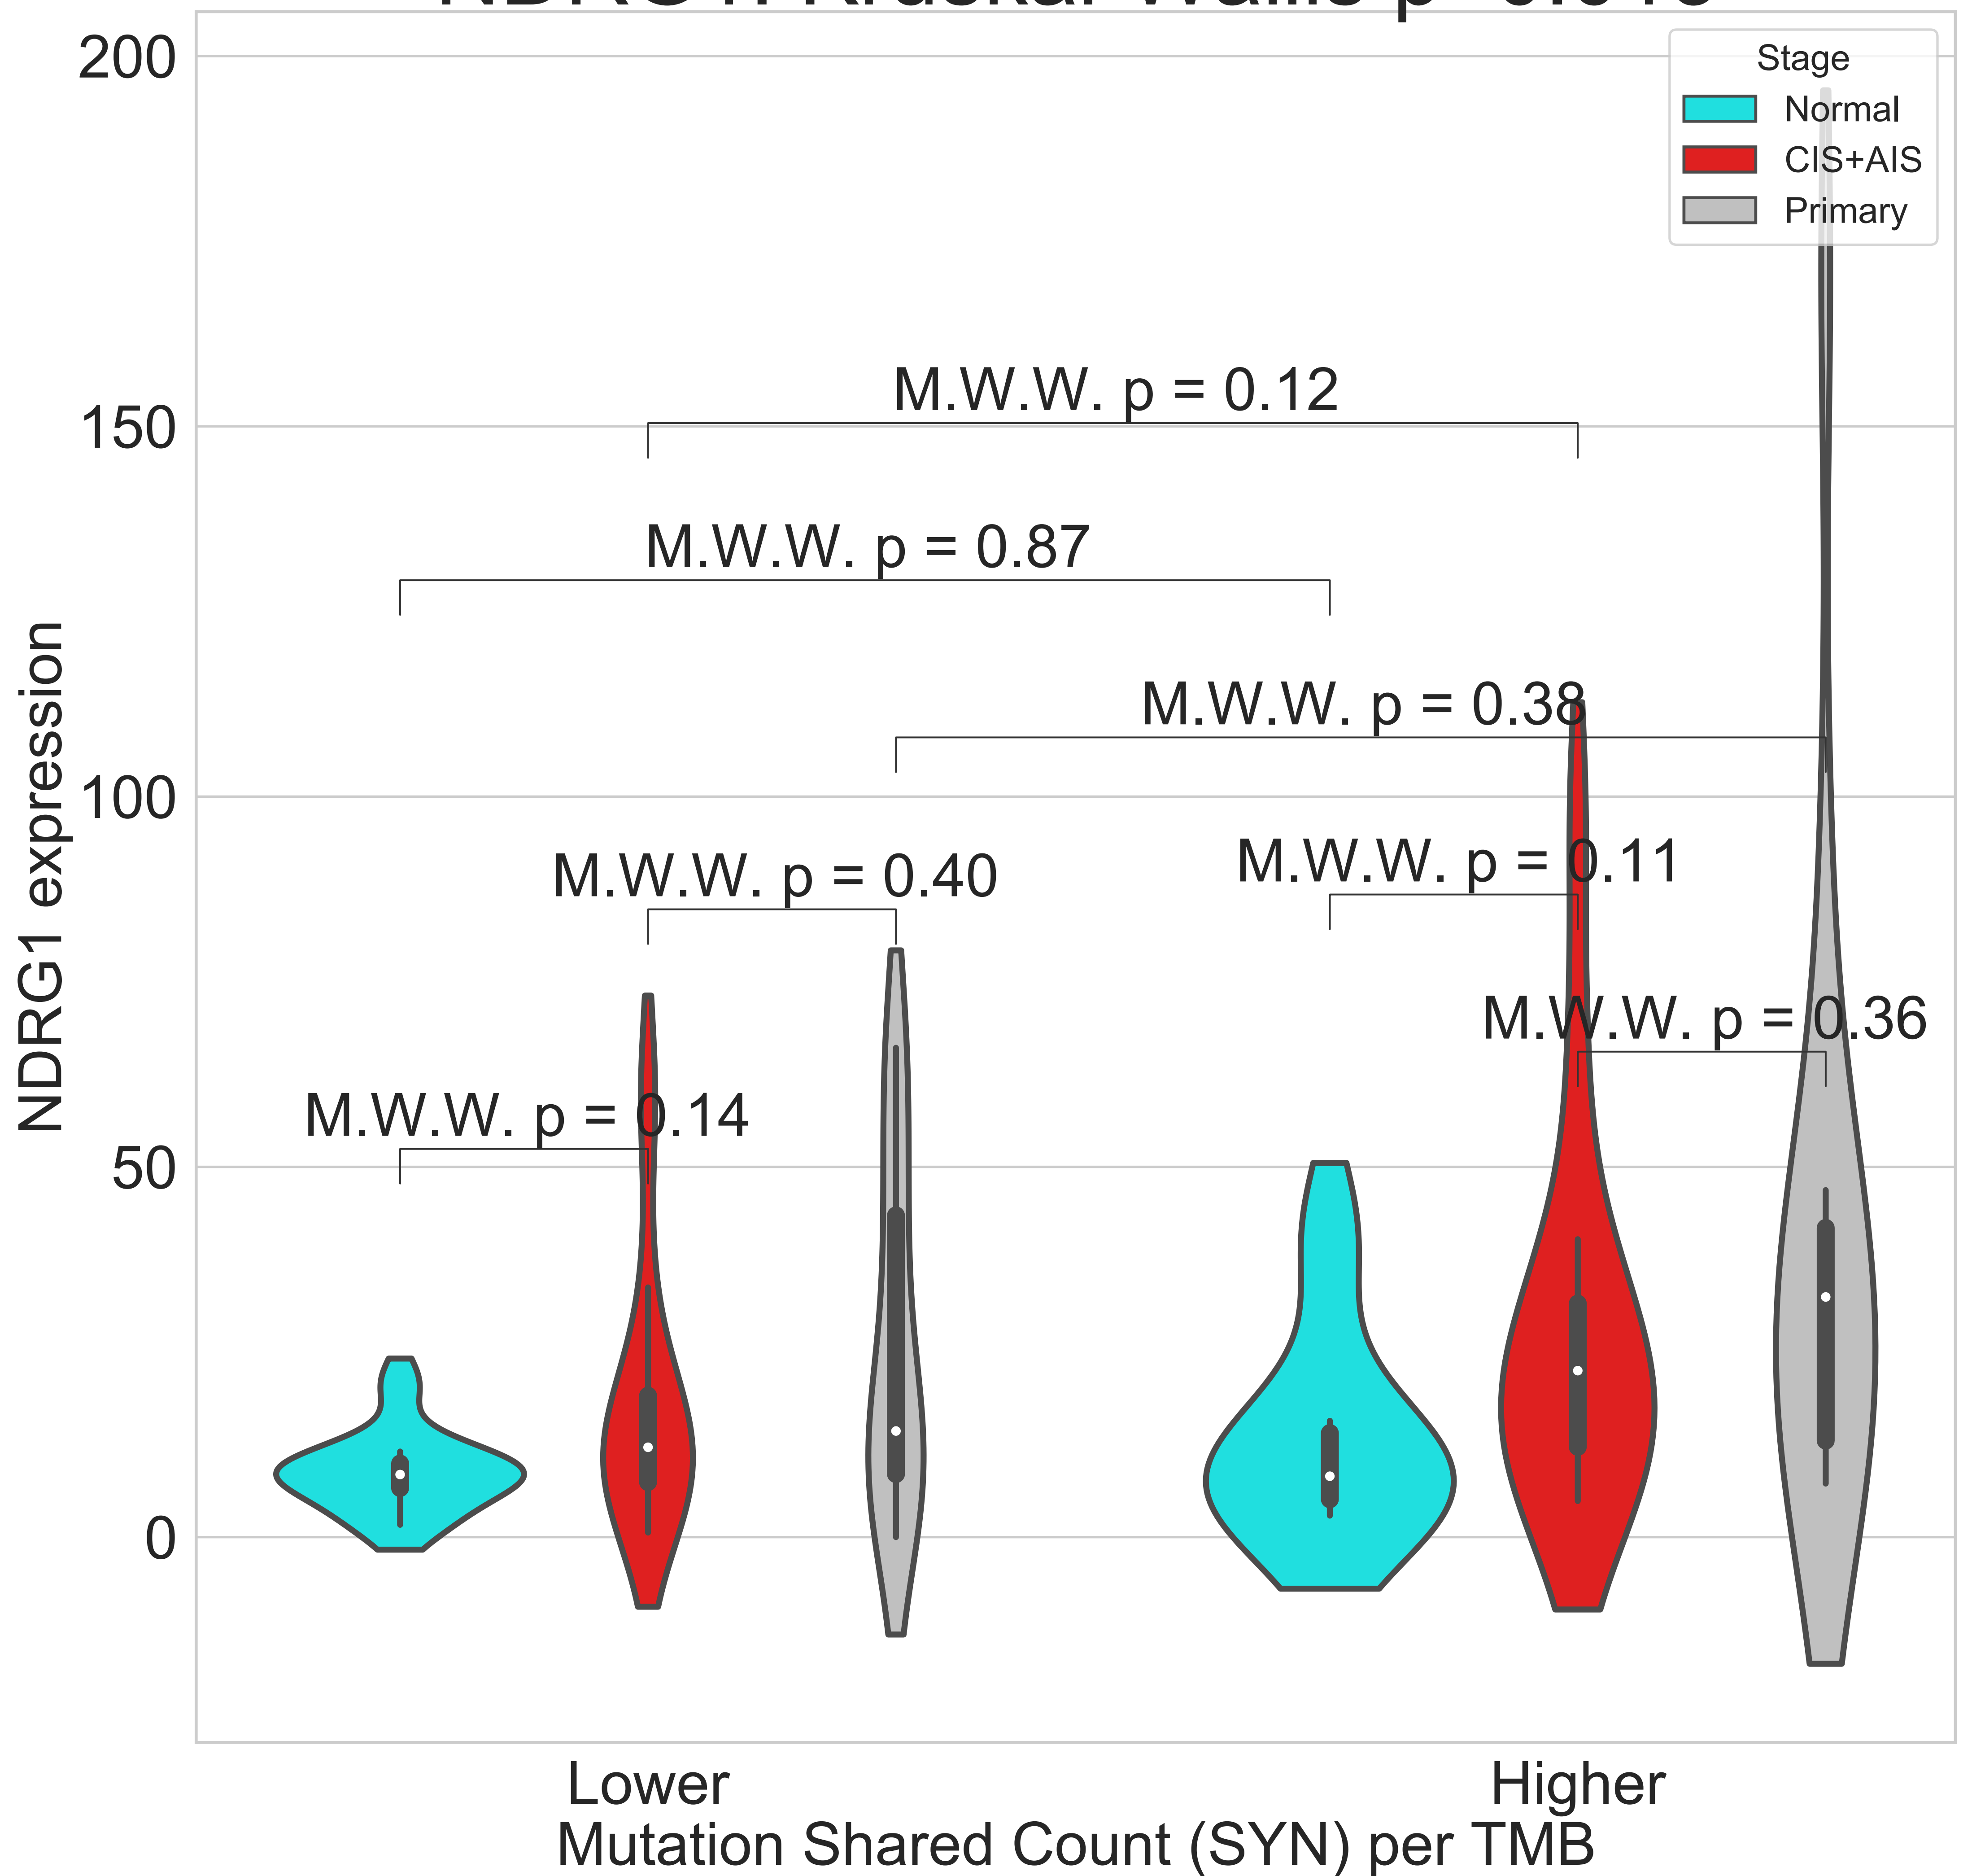 200
Stage
Normal
CIS+AIS
Primary
M.W.W. p = 0.12
150
M.W.W. p = 0.87
M.W.W. p = 0.38
100
M.W.W. p = 0.40
M.W.W. p = 0.11
M.W.W. p = 0.36
M.W.W. p = 0.14
50
0
NDRG1 expression
Lower
Higher
Mutation Shared Count (SYN) per TMB